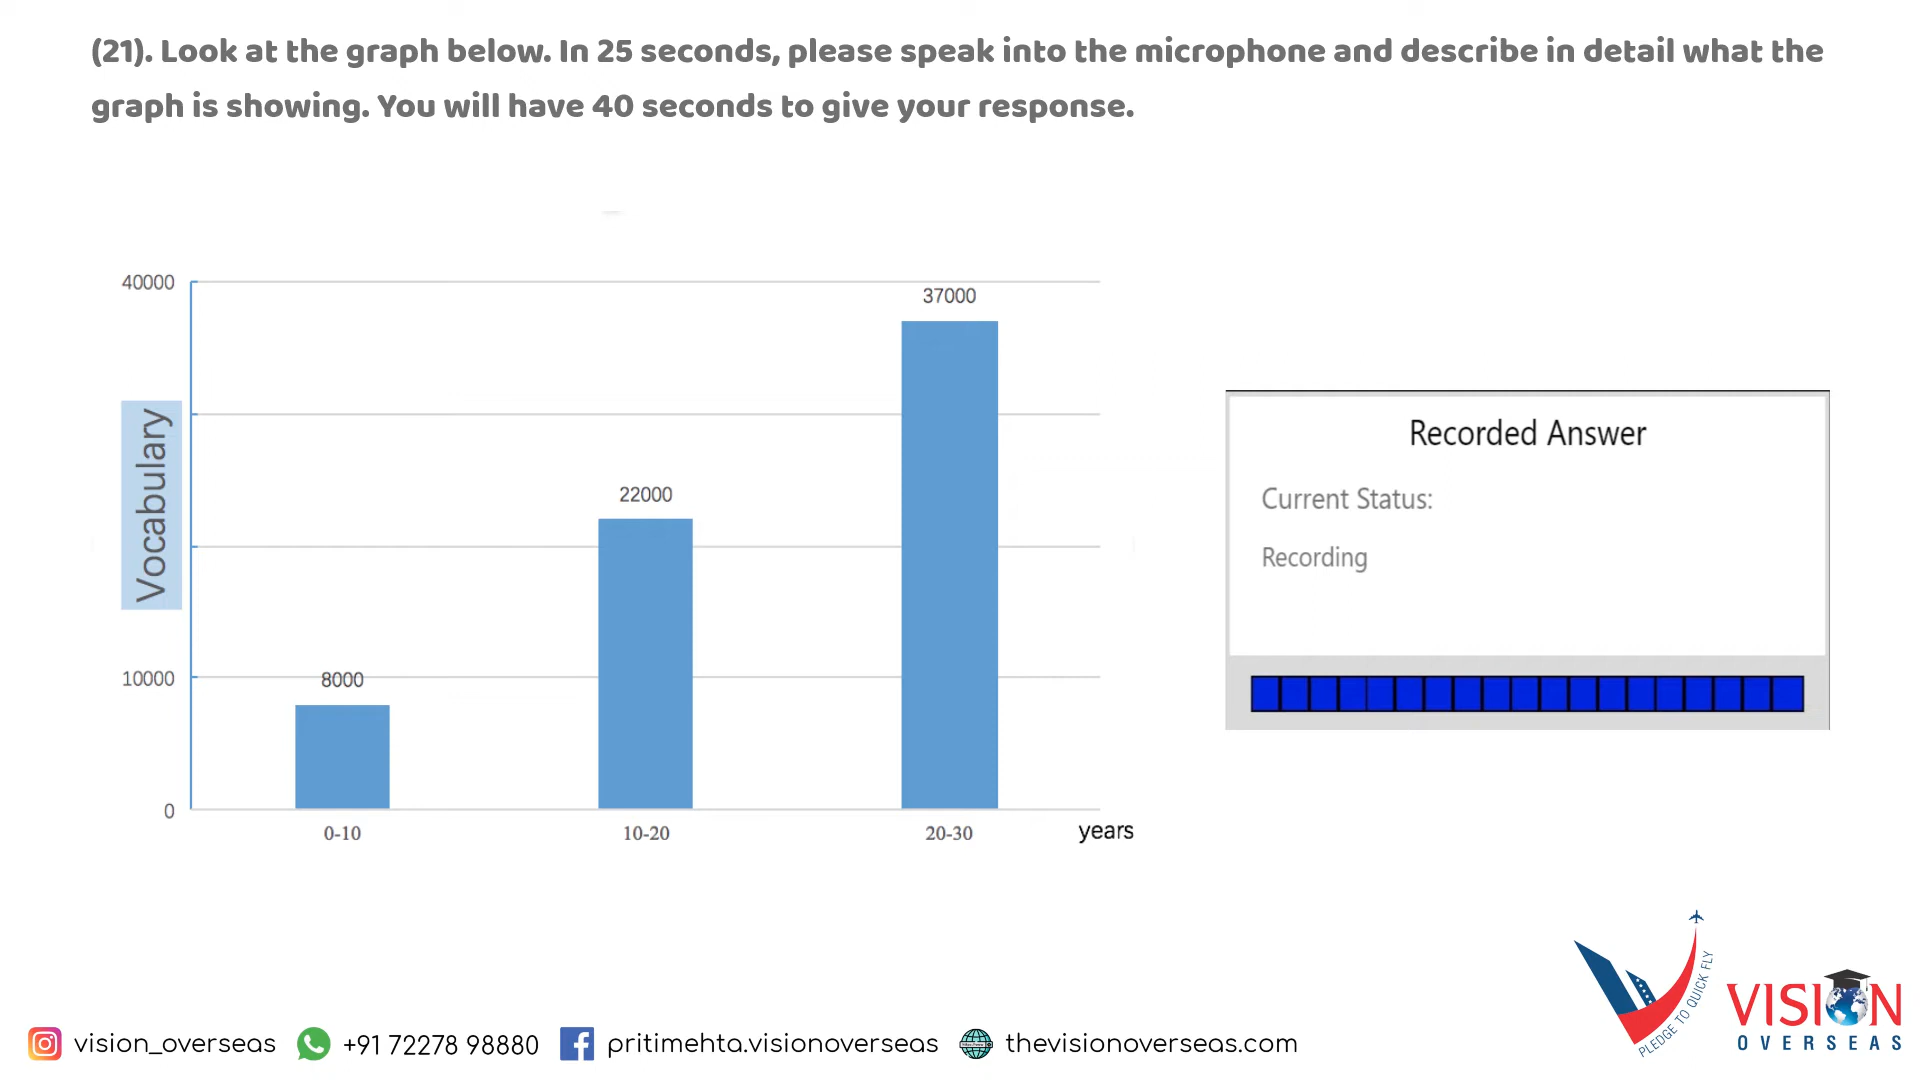 (21). Look at the graph below. In 25 seconds, please speak into the microphone and describe in detail what the
graph is showing. You will have 40 seconds to give your response.
40000
37000
Vocabulary
22000
10000
8000
0
0-10
10-20
20-30
years
Recorded Answer
Current Status:
Recording
PLEDGE TO QUICK FLY
VISION
OVERSEAS
vision_overseas
+91 72278 98880
pritimehta.visionoverseas
thevisionoverseas.com